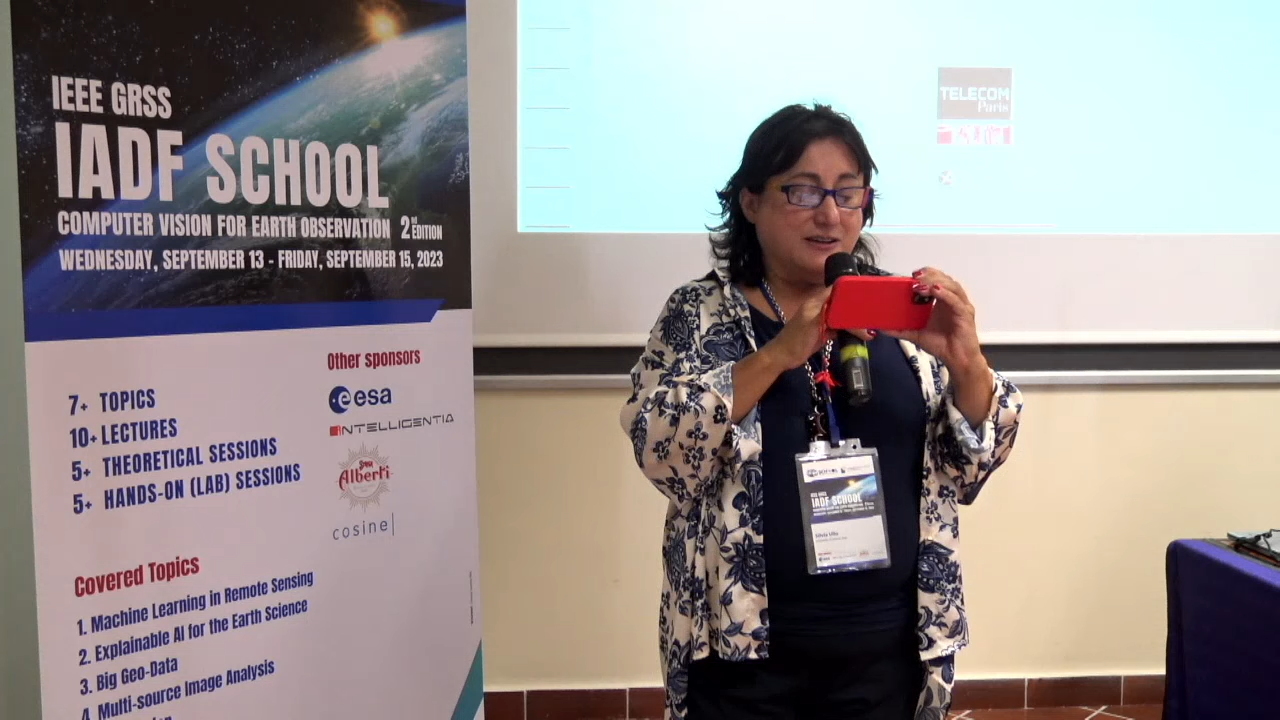 IEEE GRSS
IADF SCHOOL
COMPUTER VISION FOR EARTH OBSERVATION 2nd EDITION
WEDNESDAY, SEPTEMBER 13 - FRIDAY, SEPTEMBER 15, 2023
7+ TOPICS
10+ LECTURES
5+ THEORETICAL SESSIONS
5+ HANDS-ON (LAB) SESSIONS
Other sponsors
esa
INTELLIGENTIA
Alberti
cosine
Covered Topics
1. Machine Learning in Remote Sensing
2. Explainable AI for the Earth Science
3. Big Geo-Data
4. Multi-source Image Analysis
TELECOM
Paris
IADF SCHOOL